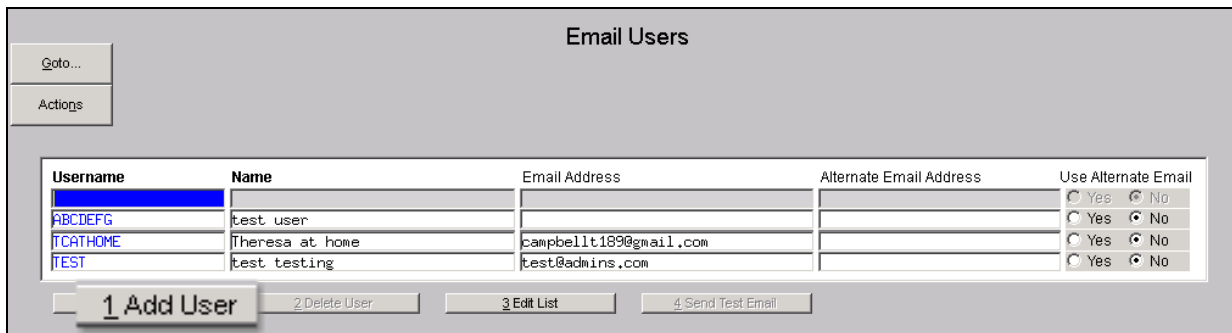 Email Users
Goto...
Actions
Username Name Email Address Alternate Email Address Use Alternate Email
Yes No
ABCDEFG test user Yes No
TCATHOME Theresa at home campbellt189@gmail.com Yes No
TEST test testing test@admins.com Yes No
1 Add User 2 Delete User 3 Edit List 4 Send Test Email